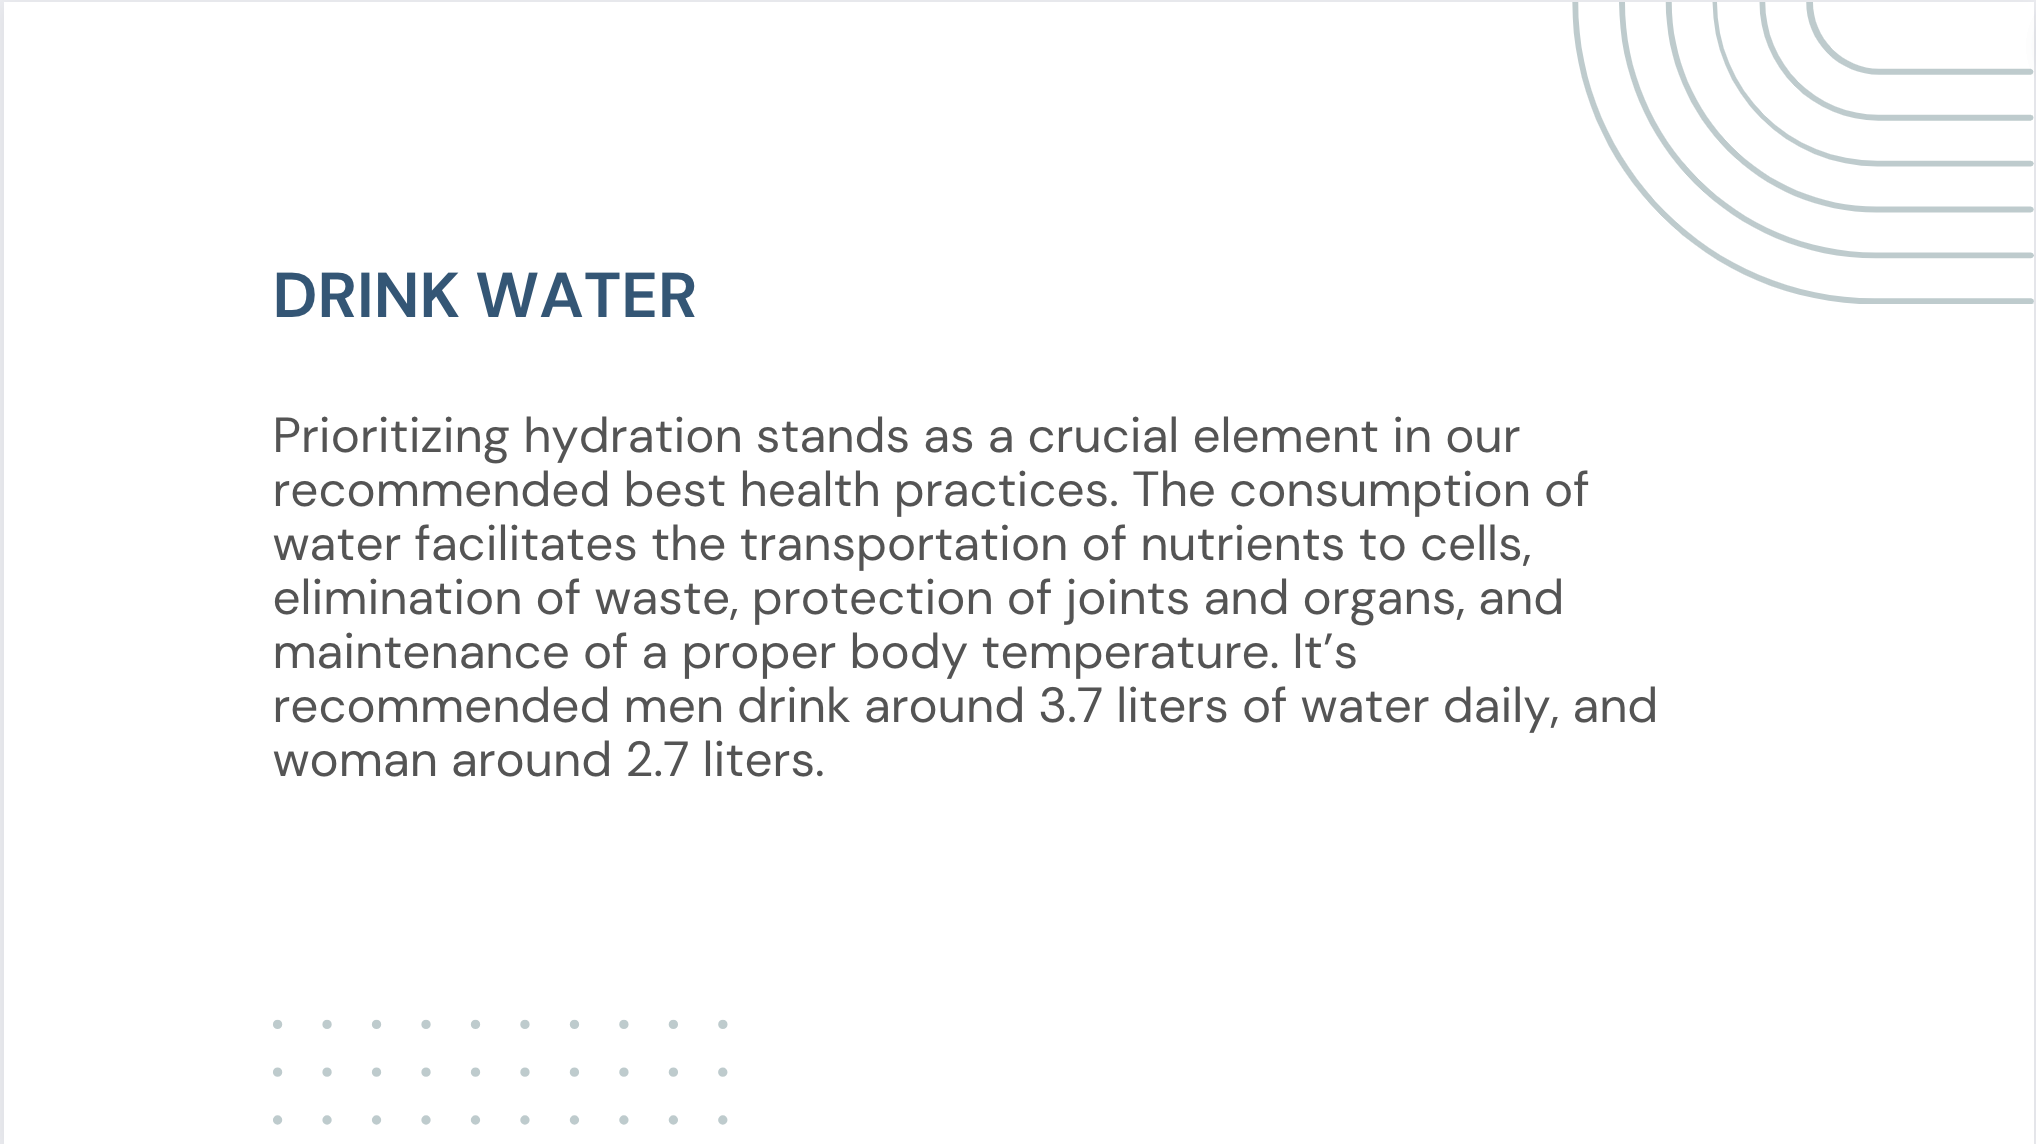 DRINK WATER
Prioritizing hydration stands as a crucial element in our
recommended best health practices. The consumption of
water facilitates the transportation of nutrients to cells,
elimination of waste, protection of joints and organs, and
maintenance of a proper body temperature. It’s
recommended men drink around 3.7 liters of water daily, and
woman around 2.7 liters.